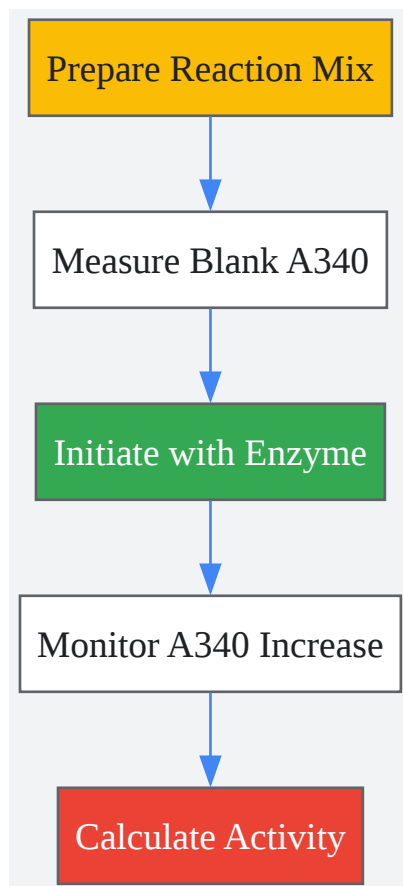 Prepare Reaction Mix
Measure Blank A340
Initiate with Enzyme
Monitor A340 Increase
Calculate Activity